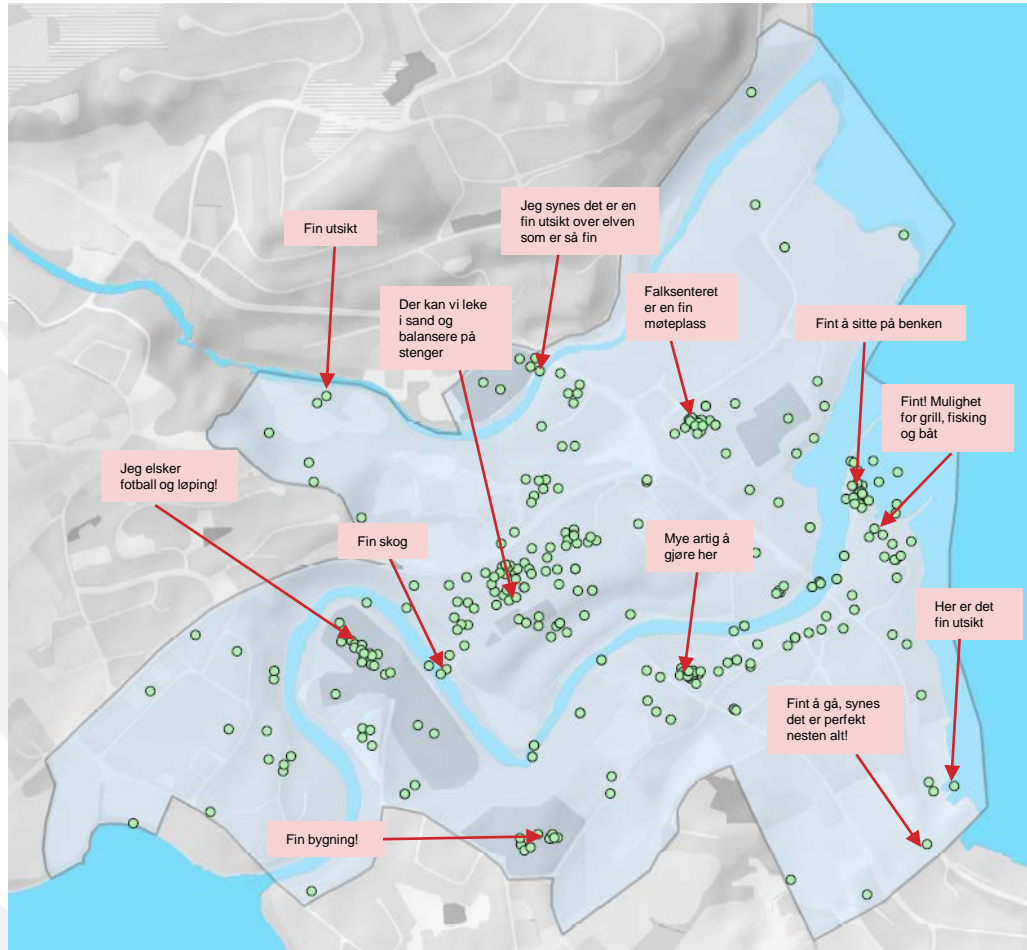 Jeg synes det er en
fin utsikt over elven
som er så fin
Fin utsikt
Falksenteret
er en fin
møteplass
Der kan vi leke
i sand og
balansere på
stenger
Fint å sitte på benken
Fint! Mulighet
for grill, fisking
og båt
Jeg elsker
fotball og løping!
Fin skog
Mye artig å
gjøre her
Her er det
fin utsikt
Fint å gå, synes
det er perfekt
nesten alt!
Fin bygning!